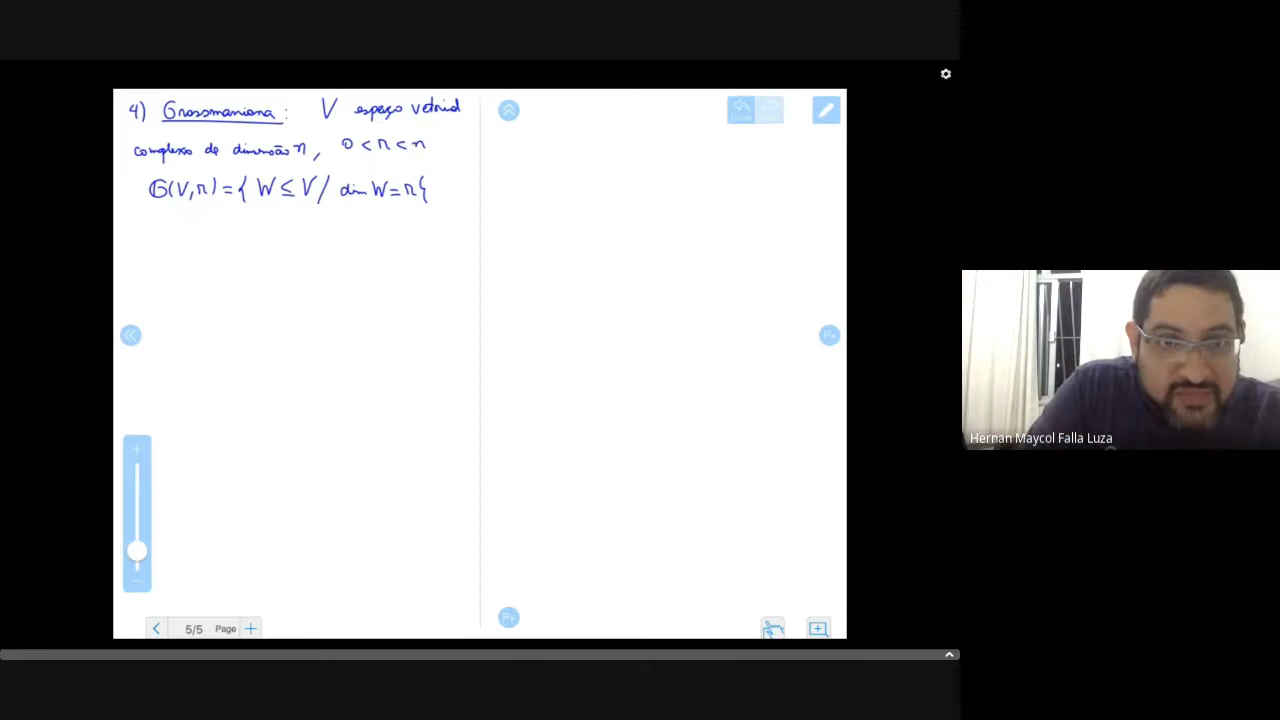 4) Grassmaniana: V espaço vetorial
complexo de dimensão n, 0 < r < n
G(V,r) = { W ≤ V / dim W = r }
5/5 Page
Hernan Maycol Falla Luza